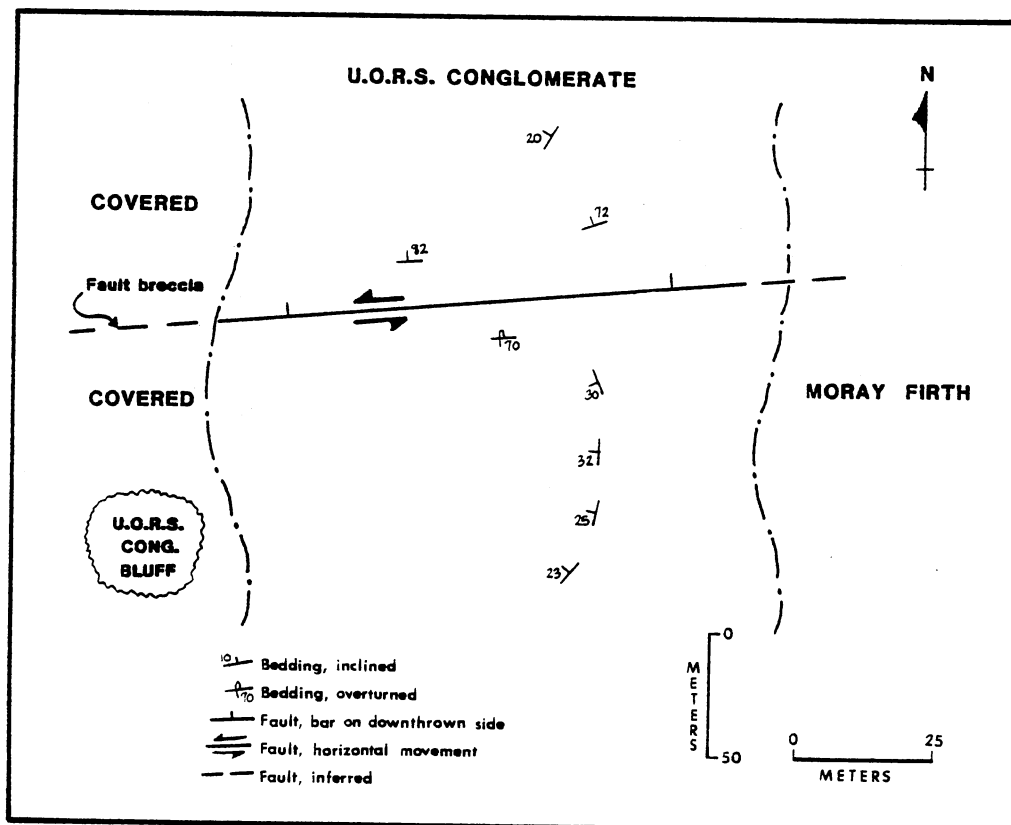 U.O.R.S. CONGLOMERATE
N
20
COVERED
72
82
Fault breccia
70
30
COVERED
MORAY FIRTH
32
25
U.O.R.S.
CONG.
BLUFF
23
10 Bedding, inclined
70 Bedding, overturned
Fault, bar on downthrown side
Fault, horizontal movement
Fault, inferred
0
METERS
50
0 25
METERS